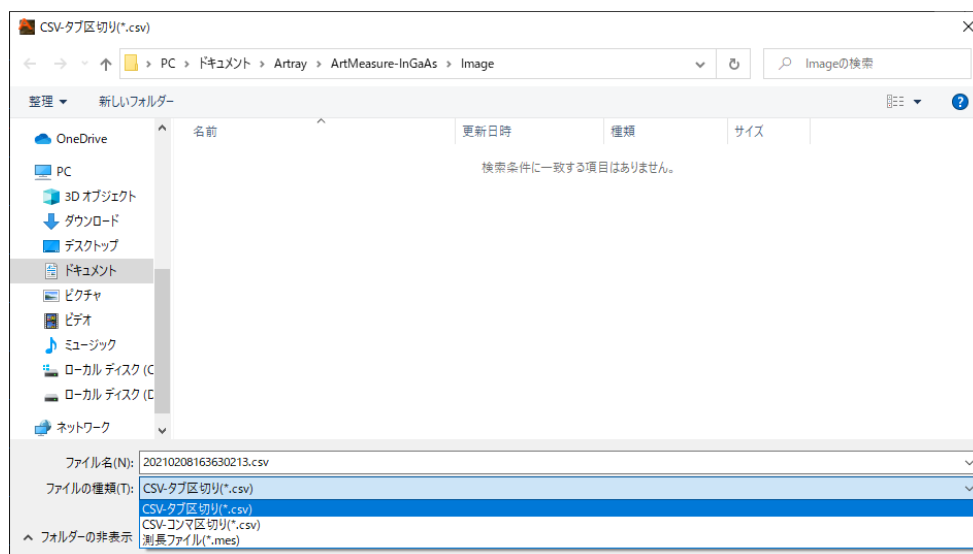 CSV-タブ区切り(*.csv)
PC › ドキュメント › Artray › ArtMeasure-InGaAs › Image
Imageの検索
整理 新しいフォルダー
名前 更新日時 種類 サイズ
検索条件に一致する項目はありません。
OneDrive
PC
3D オブジェクト
ダウンロード
デスクトップ
ドキュメント
ピクチャ
ビデオ
ミュージック
ローカル ディスク (C
ローカル ディスク (D
ネットワーク
ファイル名(N): 20210208163630213.csv
ファイルの種類(T): CSV-タブ区切り(*.csv)
CSV-タブ区切り(*.csv)
CSV-コンマ区切り(*.csv)
測長ファイル(*.mes)
フォルダーの非表示